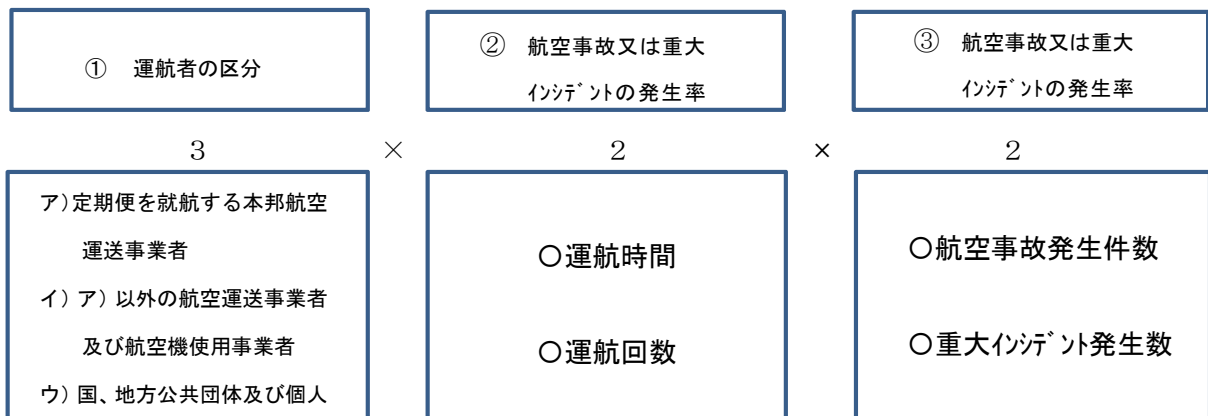 ① 運航者の区分
② 航空事故又は重大
ｲﾝｼﾃﾞﾝﾄの発生率
③ 航空事故又は重大
ｲﾝｼﾃﾞﾝﾄの発生率
3 × 2 × 2
ア）定期便を就航する本邦航空
運送事業者
イ）ア）以外の航空運送事業者
及び航空機使用事業者
ウ）国、地方公共団体及び個人
○運航時間
○運航回数
○航空事故発生件数
○重大ｲﾝｼﾃﾞﾝﾄ発生数